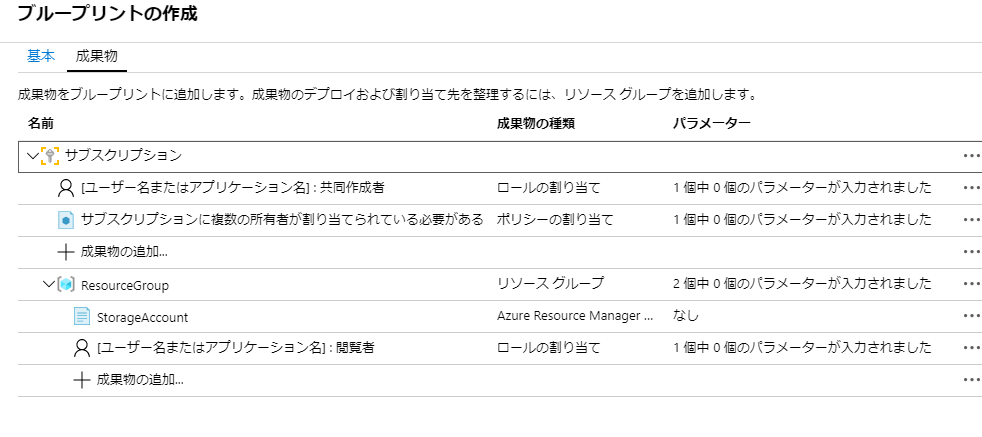 ブループリントの作成
基本 成果物
成果物をブループリントに追加します。成果物のデプロイおよび割り当て先を整理するには、リソース グループを追加します。
名前 成果物の種類 パラメーター
サブスクリプション
[ユーザー名またはアプリケーション名] : 共同作成者 ロールの割り当て 1 個中 0 個のパラメーターが入力されました
サブスクリプションに複数の所有者が割り当てられている必要がある ポリシーの割り当て 1 個中 0 個のパラメーターが入力されました
成果物の追加...
ResourceGroup リソース グループ 2 個中 0 個のパラメーターが入力されました
StorageAccount Azure Resource Manager ... なし
[ユーザー名またはアプリケーション名] : 閲覧者 ロールの割り当て 1 個中 0 個のパラメーターが入力されました
成果物の追加...